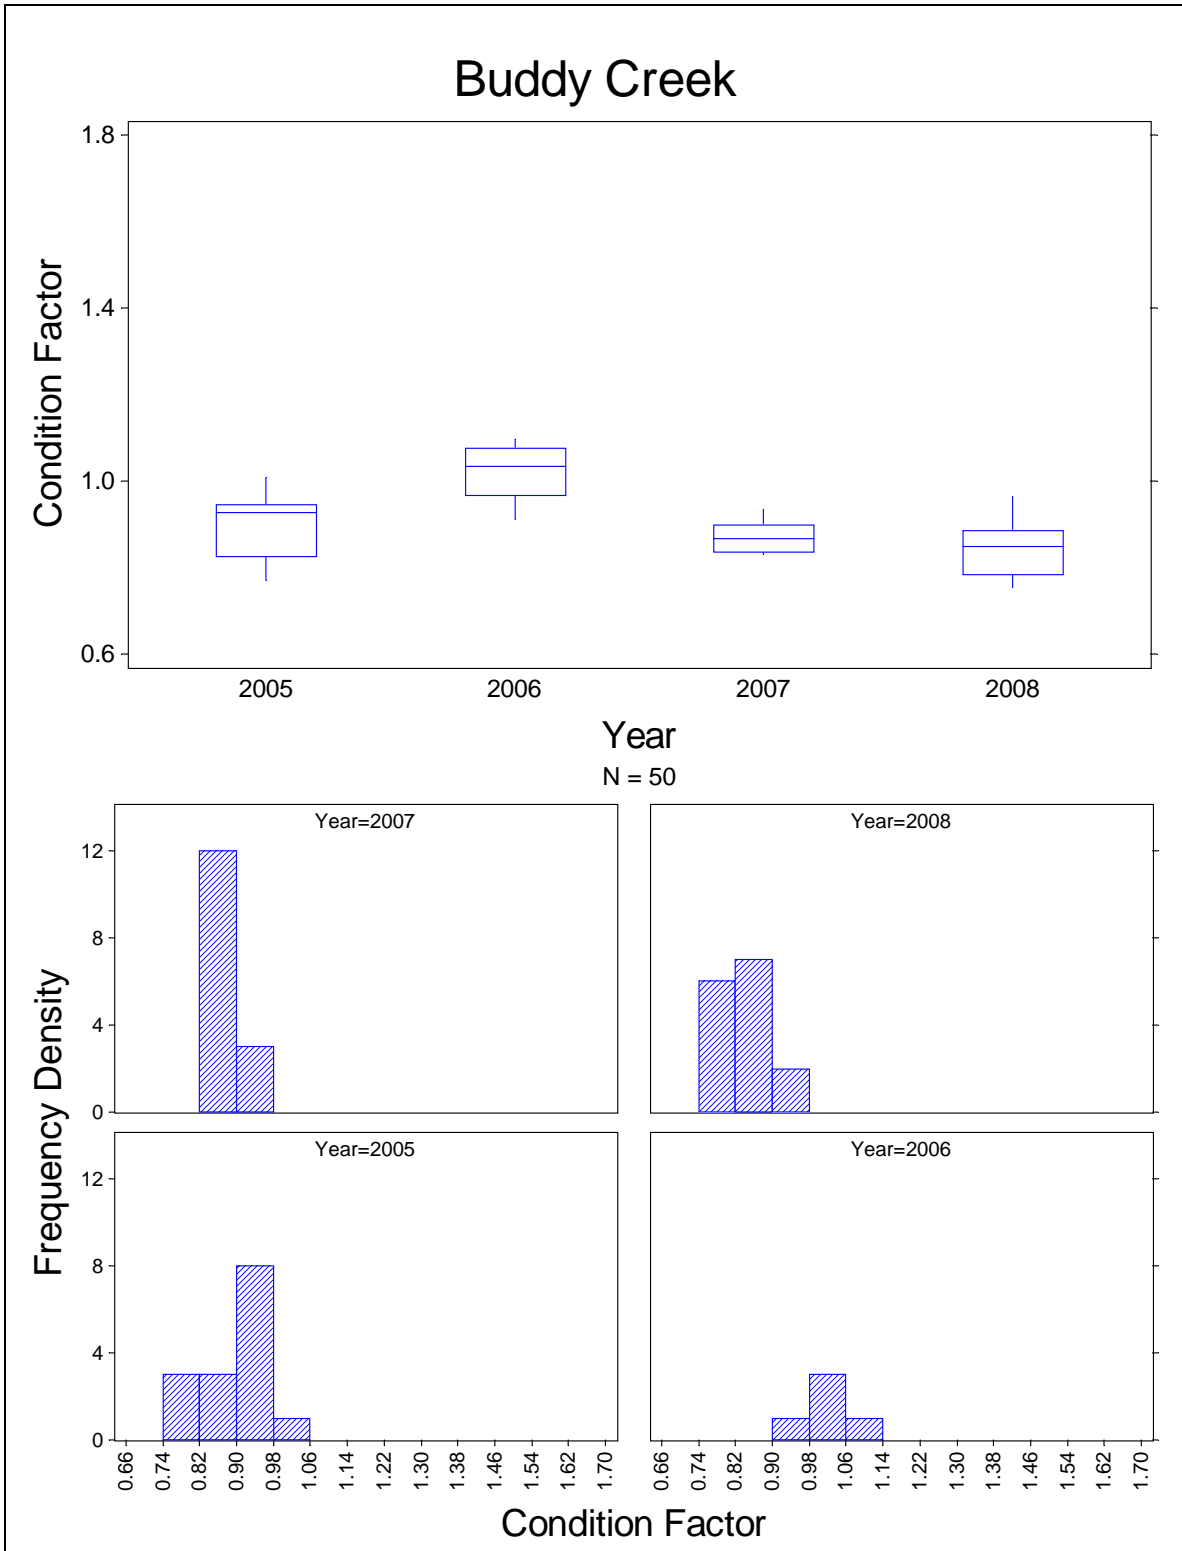 Buddy Creek
1.8
1.4
1.0
0.6
Condition Factor
2005 2006 2007 2008
Year
N = 50
Year=2007 Year=2008
12
8
4
0
Year=2005 Year=2006
12
8
4
0
Frequency Density
0.66 0.74 0.82 0.90 0.98 1.06 1.14 1.22 1.30 1.38 1.46 1.54 1.62 1.70
0.66 0.74 0.82 0.90 0.98 1.06 1.14 1.22 1.30 1.38 1.46 1.54 1.62 1.70
Condition Factor